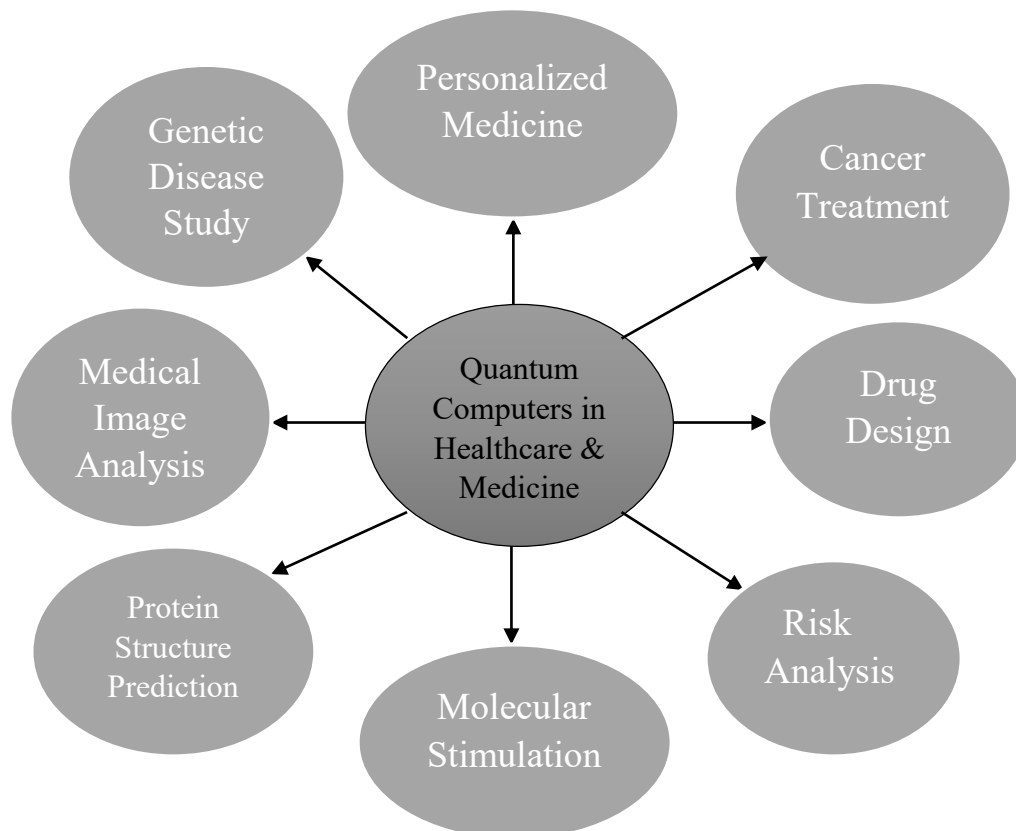 Personalized
Medicine
Genetic
Disease
Study
Cancer
Treatment
Quantum
Computers in
Healthcare &
Medicine
Medical
Image
Analysis
Drug
Design
Protein
Structure
Prediction
Risk
Analysis
Molecular
Stimulation